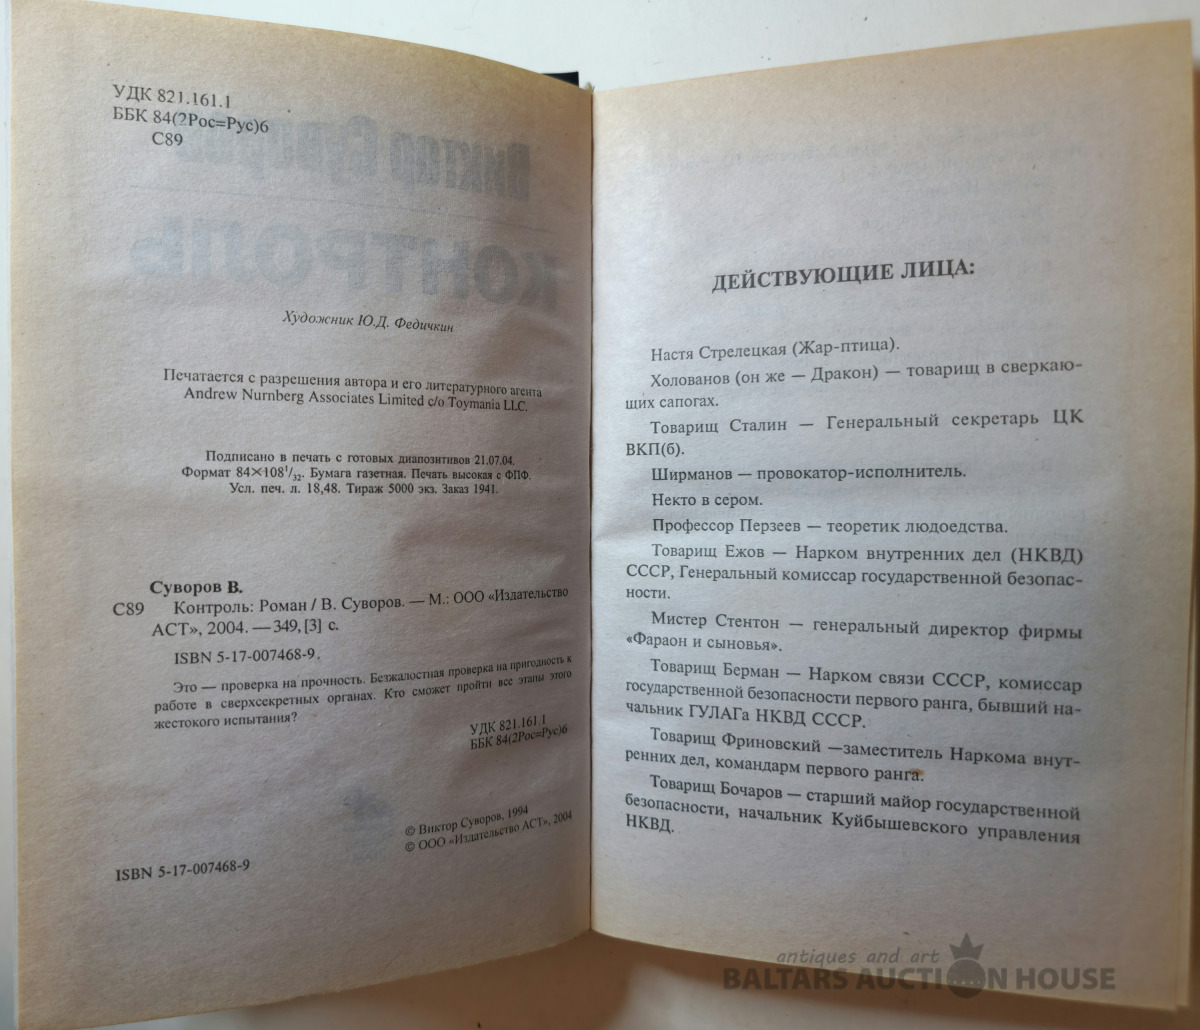 УДК 821.161.1
ББК 84(2Рос=Рус)6
С89
Виктор Суворов
КОНТРОЛЬ
Художник Ю.Д. Федичкин
Печатается с разрешения автора и его литературного агента
Andrew Nurnberg Associates Limited c/o Toymania LLC.
Подписано в печать с готовых диапозитивов 21.07.04.
Формат 84×108¹/₃₂. Бумага газетная. Печать высокая с ФПФ.
Усл. печ. л. 18,48. Тираж 5000 экз. Заказ 1941.
Суворов В.
С89 Контроль: Роман / В. Суворов. — М.: ООО «Издательство
АСТ», 2004. — 349, [3] с.
ISBN 5-17-007468-9.
Это — проверка на прочность. Безжалостная проверка на пригодность к
работе в сверхсекретных органах. Кто сможет пройти все этапы этого
жестокого испытания?
УДК 821.161.1
ББК 84(2Рос=Рус)6
© Виктор Суворов, 1994
© ООО «Издательство АСТ», 2004
ISBN 5-17-007468-9
ДЕЙСТВУЮЩИЕ ЛИЦА:
Настя Стрелецкая (Жар-птица).
Холованов (он же — Дракон) — товарищ в сверкаю-
щих сапогах.
Товарищ Сталин — Генеральный секретарь ЦК
ВКП(б).
Ширманов — провокатор-исполнитель.
Некто в сером.
Профессор Перзеев — теоретик людоедства.
Товарищ Ежов — Нарком внутренних дел (НКВД)
СССР, Генеральный комиссар государственной безопас-
ности.
Мистер Стентон — генеральный директор фирмы
«Фараон и сыновья».
Товарищ Берман — Нарком связи СССР, комиссар
государственной безопасности первого ранга, бывший на-
чальник ГУЛАГа НКВД СССР.
Товарищ Фриновский —заместитель Наркома внут-
ренних дел, командарм первого ранга.
Товарищ Бочаров — старший майор государственной
безопасности, начальник Куйбышевского управления
НКВД.
antiques and art
BALTARS AUCTION HOUSE